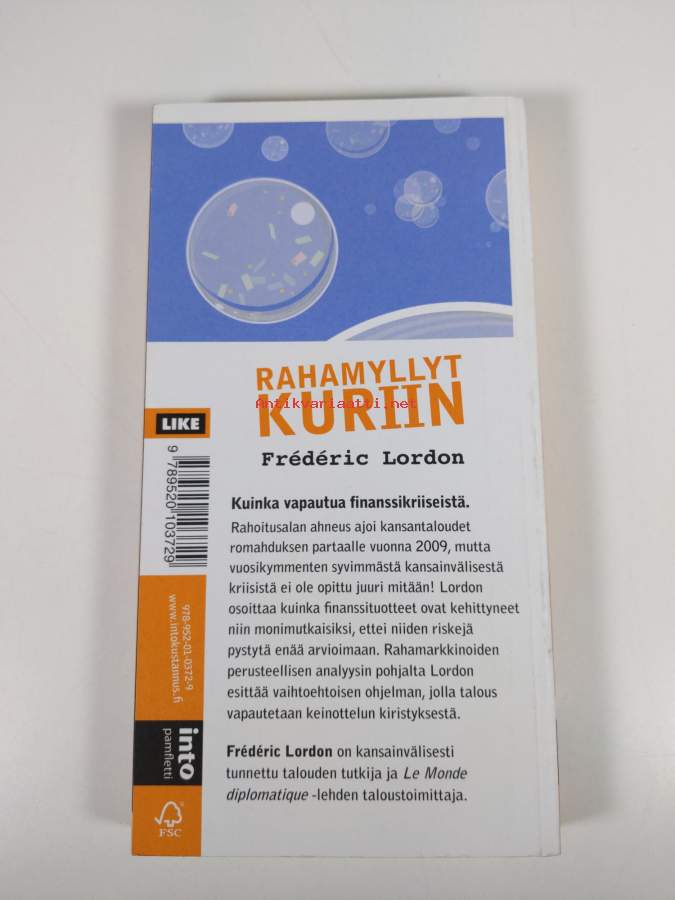 RAHAMYLLYT
KURIIN
Antikvariaatti.net
Frédéric Lordon
Kuinka vapautua finanssikriiseistä.
Rahoitusalan ahneus ajoi kansantaloudet
romahduksen partaalle vuonna 2009, mutta
vuosikymmenten syvimmästä kansainvälisestä
kriisistä ei ole opittu juuri mitään! Lordon
osoittaa kuinka finanssituotteet ovat kehittyneet
niin monimutkaisiksi, ettei niiden riskejä
pystytä enää arvioimaan. Rahamarkkinoiden
perusteellisen analyysin pohjalta Lordon
esittää vaihtoehtoisen ohjelman, jolla talous
vapautetaan keinottelun kiristyksestä.
Frédéric Lordon on kansainvälisesti
tunnettu talouden tutkija ja Le Monde
diplomatique -lehden taloustoimittaja.
LIKE
9 789520 103729
978-952-01-0372-9
www.intokustannus.fi
into
pamfletti
FSC